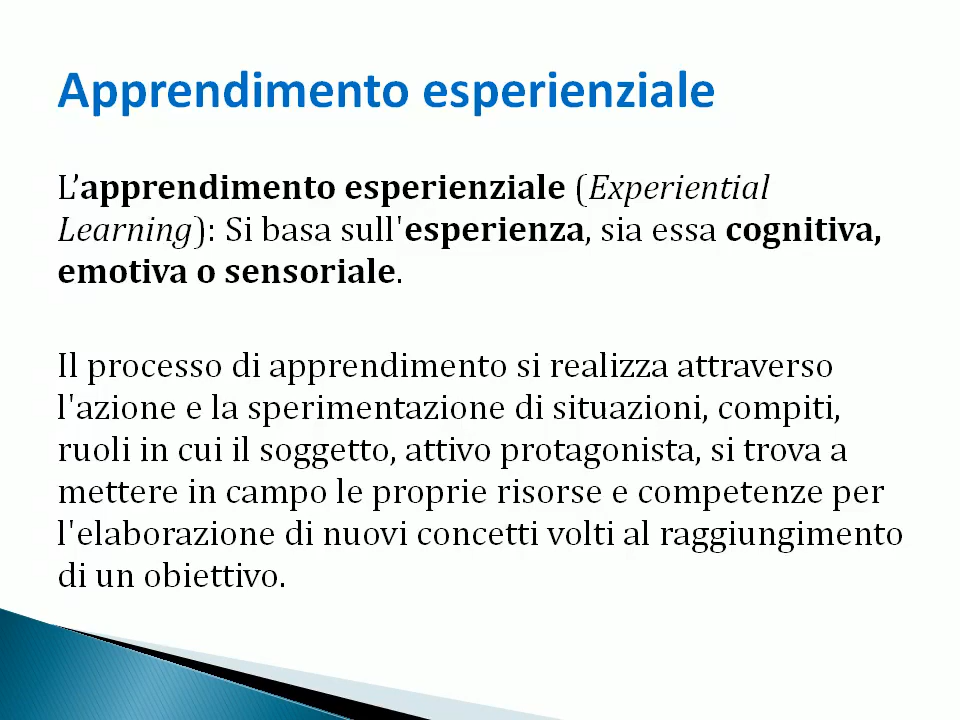 Apprendimento esperienziale
L’apprendimento esperienziale (Experiential
Learning): Si basa sull'esperienza, sia essa cognitiva,
emotiva o sensoriale.
Il processo di apprendimento si realizza attraverso
l'azione e la sperimentazione di situazioni, compiti,
ruoli in cui il soggetto, attivo protagonista, si trova a
mettere in campo le proprie risorse e competenze per
l'elaborazione di nuovi concetti volti al raggiungimento
di un obiettivo.